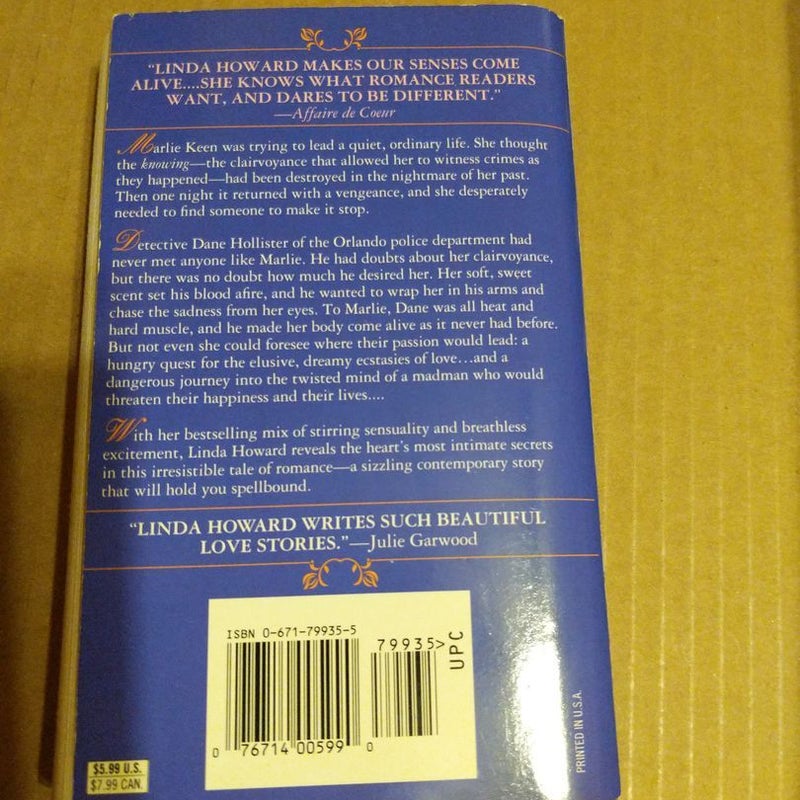 “LINDA HOWARD MAKES OUR SENSES COME
ALIVE....SHE KNOWS WHAT ROMANCE READERS
WANT, AND DARES TO BE DIFFERENT.”
—Affaire de Coeur
Marlie Keen was trying to lead a quiet, ordinary life. She thought
the knowing—the clairvoyance that allowed her to witness crimes as
they happened—had been destroyed in the nightmare of her past.
Then one night it returned with a vengeance, and she desperately
needed to find someone to make it stop.
Detective Dane Hollister of the Orlando police department had
never met anyone like Marlie. He had doubts about her clairvoyance,
but there was no doubt how much he desired her. Her soft, sweet
scent set his blood afire, and he wanted to wrap her in his arms and
chase the sadness from her eyes. To Marlie, Dane was all heat and
hard muscle, and he made her body come alive as it never had before.
But not even she could foresee where their passion would lead: a
hungry quest for the elusive, dreamy ecstasies of love...and a
dangerous journey into the twisted mind of a madman who would
threaten their happiness and their lives....
With her bestselling mix of stirring sensuality and breathless
excitement, Linda Howard reveals the heart’s most intimate secrets
in this irresistible tale of romance—a sizzling contemporary story
that will hold you spellbound.
“LINDA HOWARD WRITES SUCH BEAUTIFUL
LOVE STORIES.”—Julie Garwood
ISBN 0-671-79935-5
79935>
UPC
0 76714 00599 0
$5.99 U.S.
$7.99 CAN.
PRINTED IN U.S.A.